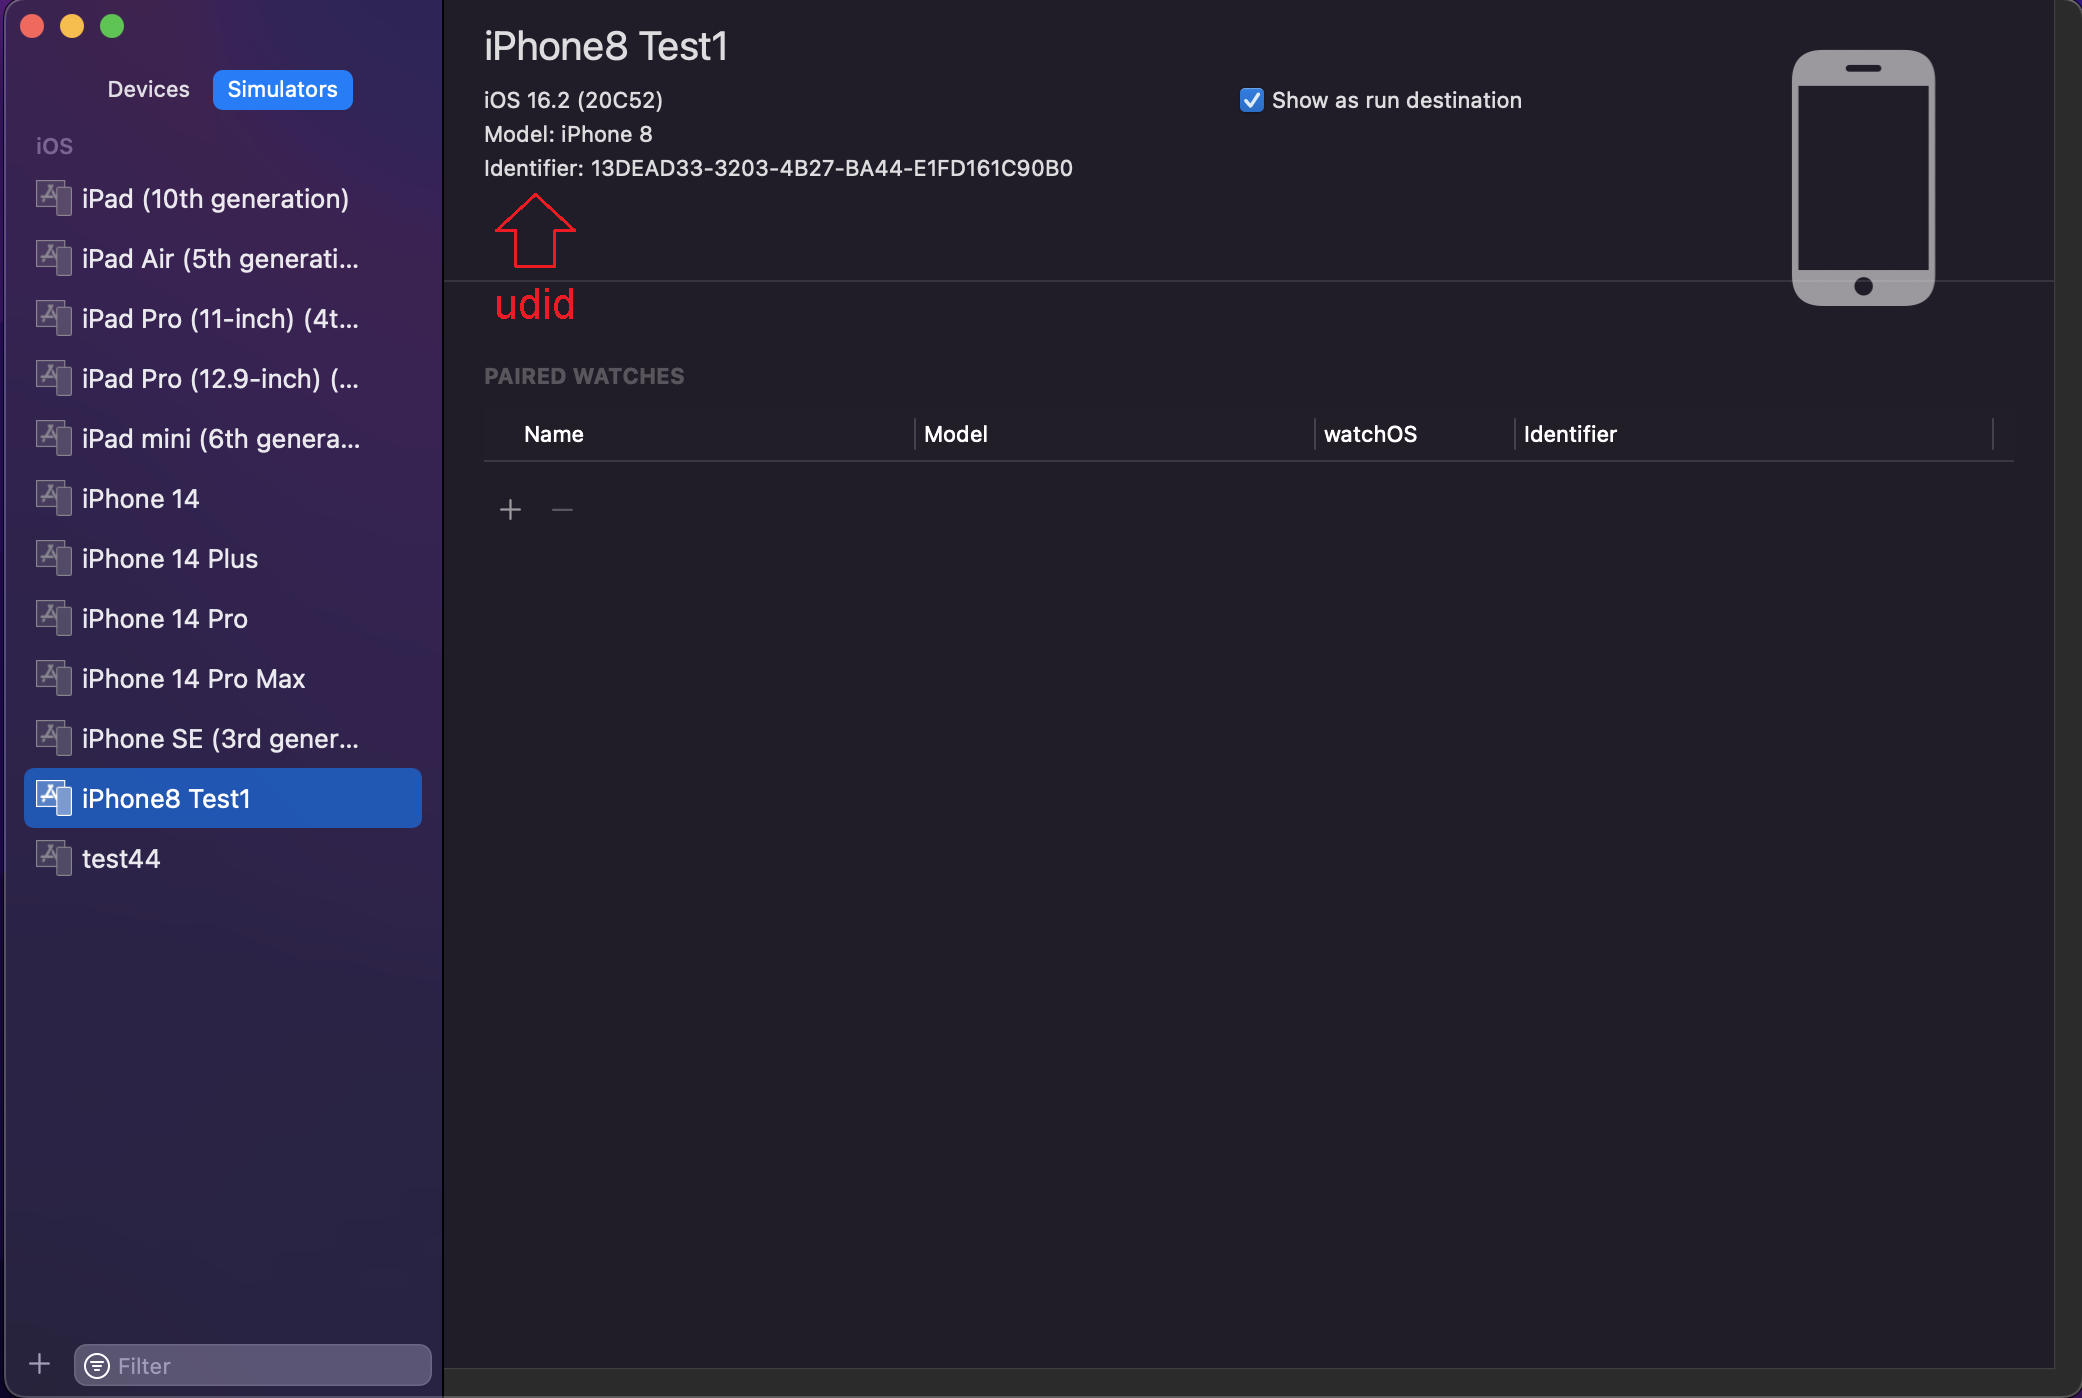 Devices
Simulators
iOS
iPad (10th generation)
iPad Air (5th generati...
iPad Pro (11-inch) (4t...
iPad Pro (12.9-inch) (...
iPad mini (6th genera...
iPhone 14
iPhone 14 Plus
iPhone 14 Pro
iPhone 14 Pro Max
iPhone SE (3rd gener...
iPhone8 Test1
test44
Filter
iPhone8 Test1
iOS 16.2 (20C52)
Show as run destination
Model: iPhone 8
Identifier: 13DEAD33-3203-4B27-BA44-E1FD161C90B0
udid
PAIRED WATCHES
Name
Model
watchOS
Identifier